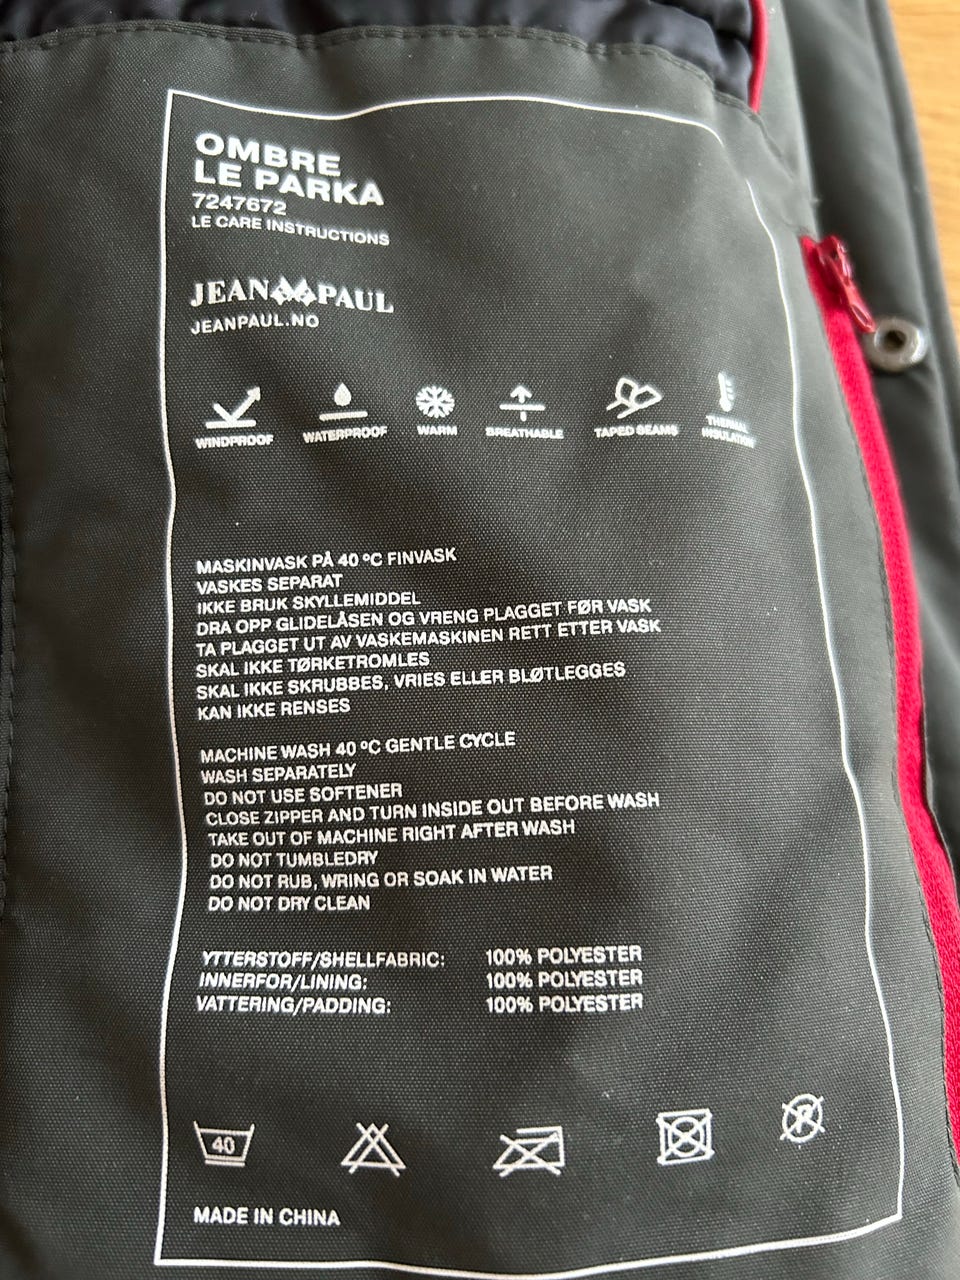 OMBRE
LE PARKA
7247672
LE CARE INSTRUCTIONS
JEAN PAUL
JEANPAUL.NO
WINDPROOF WATERPROOF WARM BREATHABLE TAPED SEAMS THERMAL INSULATION
MASKINVASK PÅ 40 ºC FINVASK
VASKES SEPARAT
IKKE BRUK SKYLLEMIDDEL
DRA OPP GLIDELÅSEN OG VRENG PLAGGET FØR VASK
TA PLAGGET UT AV VASKEMASKINEN RETT ETTER VASK
SKAL IKKE TØRKETROMLES
SKAL IKKE SKRUBBES, VRIES ELLER BLØTLEGGES
KAN IKKE RENSES
MACHINE WASH 40 ºC GENTLE CYCLE
WASH SEPARATELY
DO NOT USE SOFTENER
CLOSE ZIPPER AND TURN INSIDE OUT BEFORE WASH
TAKE OUT OF MACHINE RIGHT AFTER WASH
DO NOT TUMBLEDRY
DO NOT RUB, WRING OR SOAK IN WATER
DO NOT DRY CLEAN
YTTERSTOFF/SHELLFABRIC: 100% POLYESTER
INNERFOR/LINING: 100% POLYESTER
VATTERING/PADDING: 100% POLYESTER
40 P
MADE IN CHINA